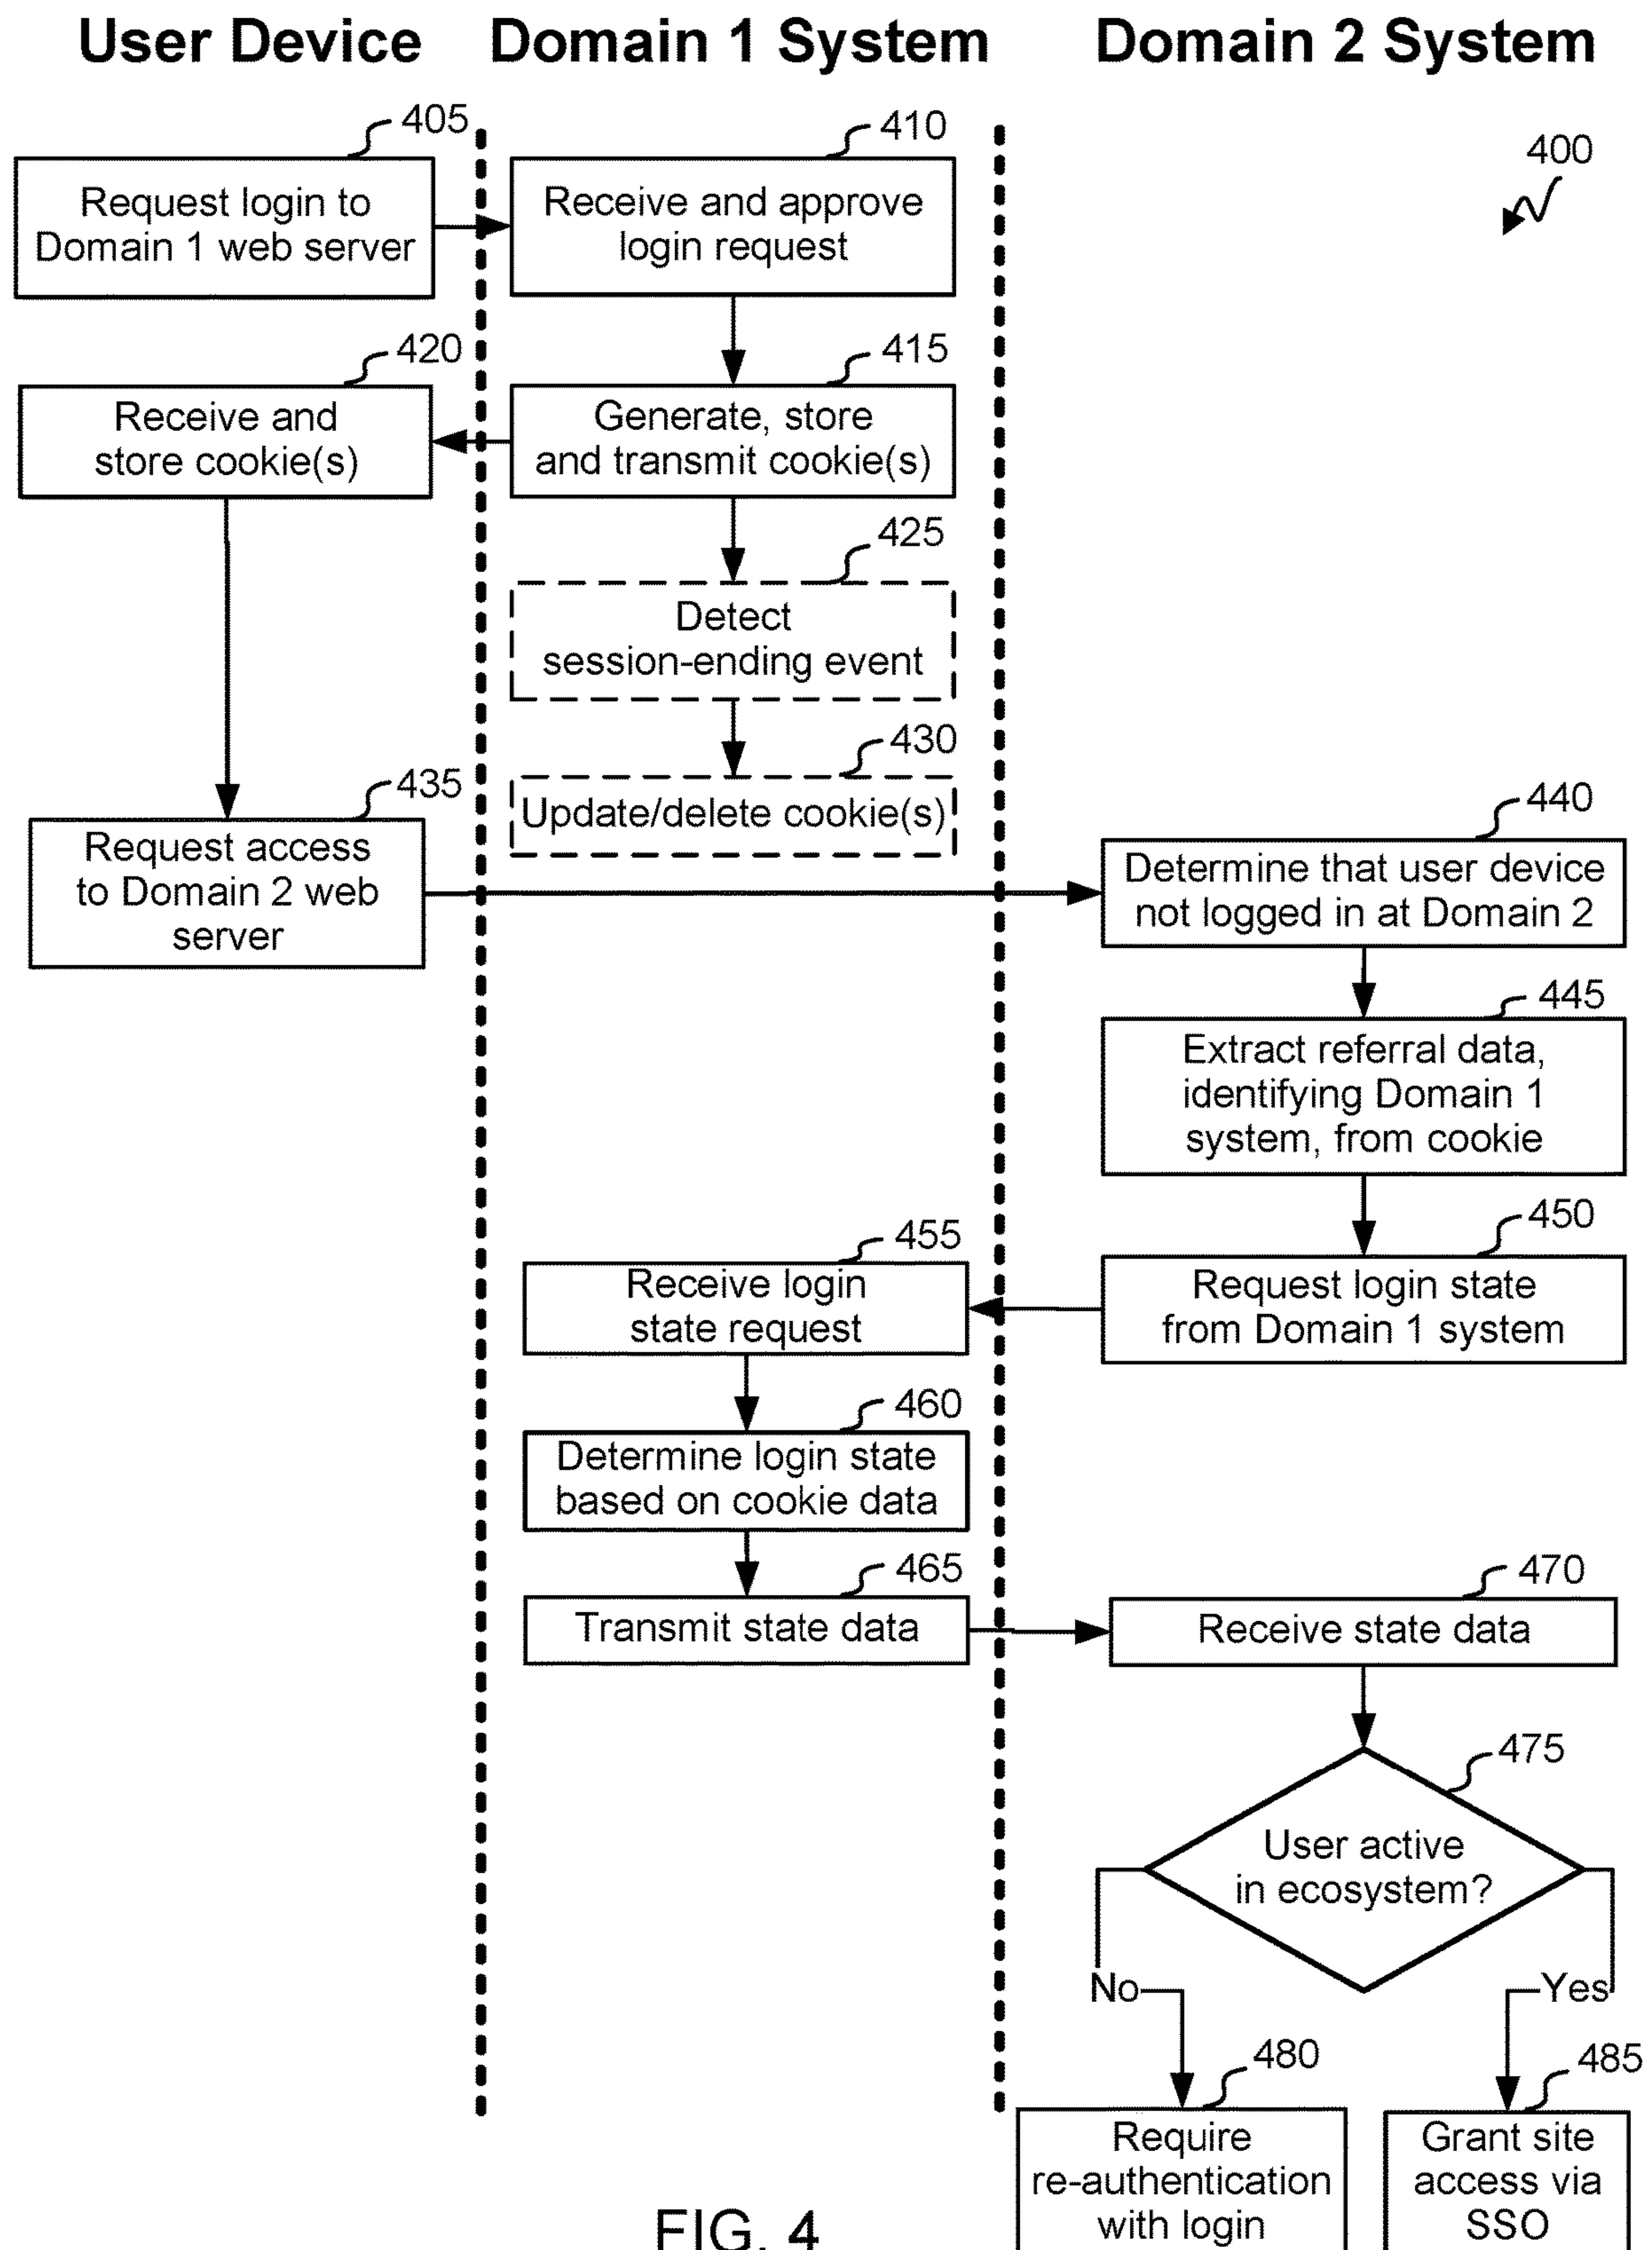 User Device
Domain 1 System
Domain 2 System
400
405
Request login to
Domain 1 web server
410
Receive and approve
login request
420
Receive and
store cookie(s)
415
Generate, store
and transmit cookie(s)
425
Detect
session-ending event
430
Update/delete cookie(s)
435
Request access
to Domain 2 web
server
440
Determine that user device
not logged in at Domain 2
445
Extract referral data,
identifying Domain 1
system, from cookie
450
Request login state
from Domain 1 system
455
Receive login
state request
460
Determine login state
based on cookie data
465
Transmit state data
470
Receive state data
475
User active
in ecosystem?
No
Yes
480
Require
re-authentication
with login
485
Grant site
access via
SSO
FIG. 4